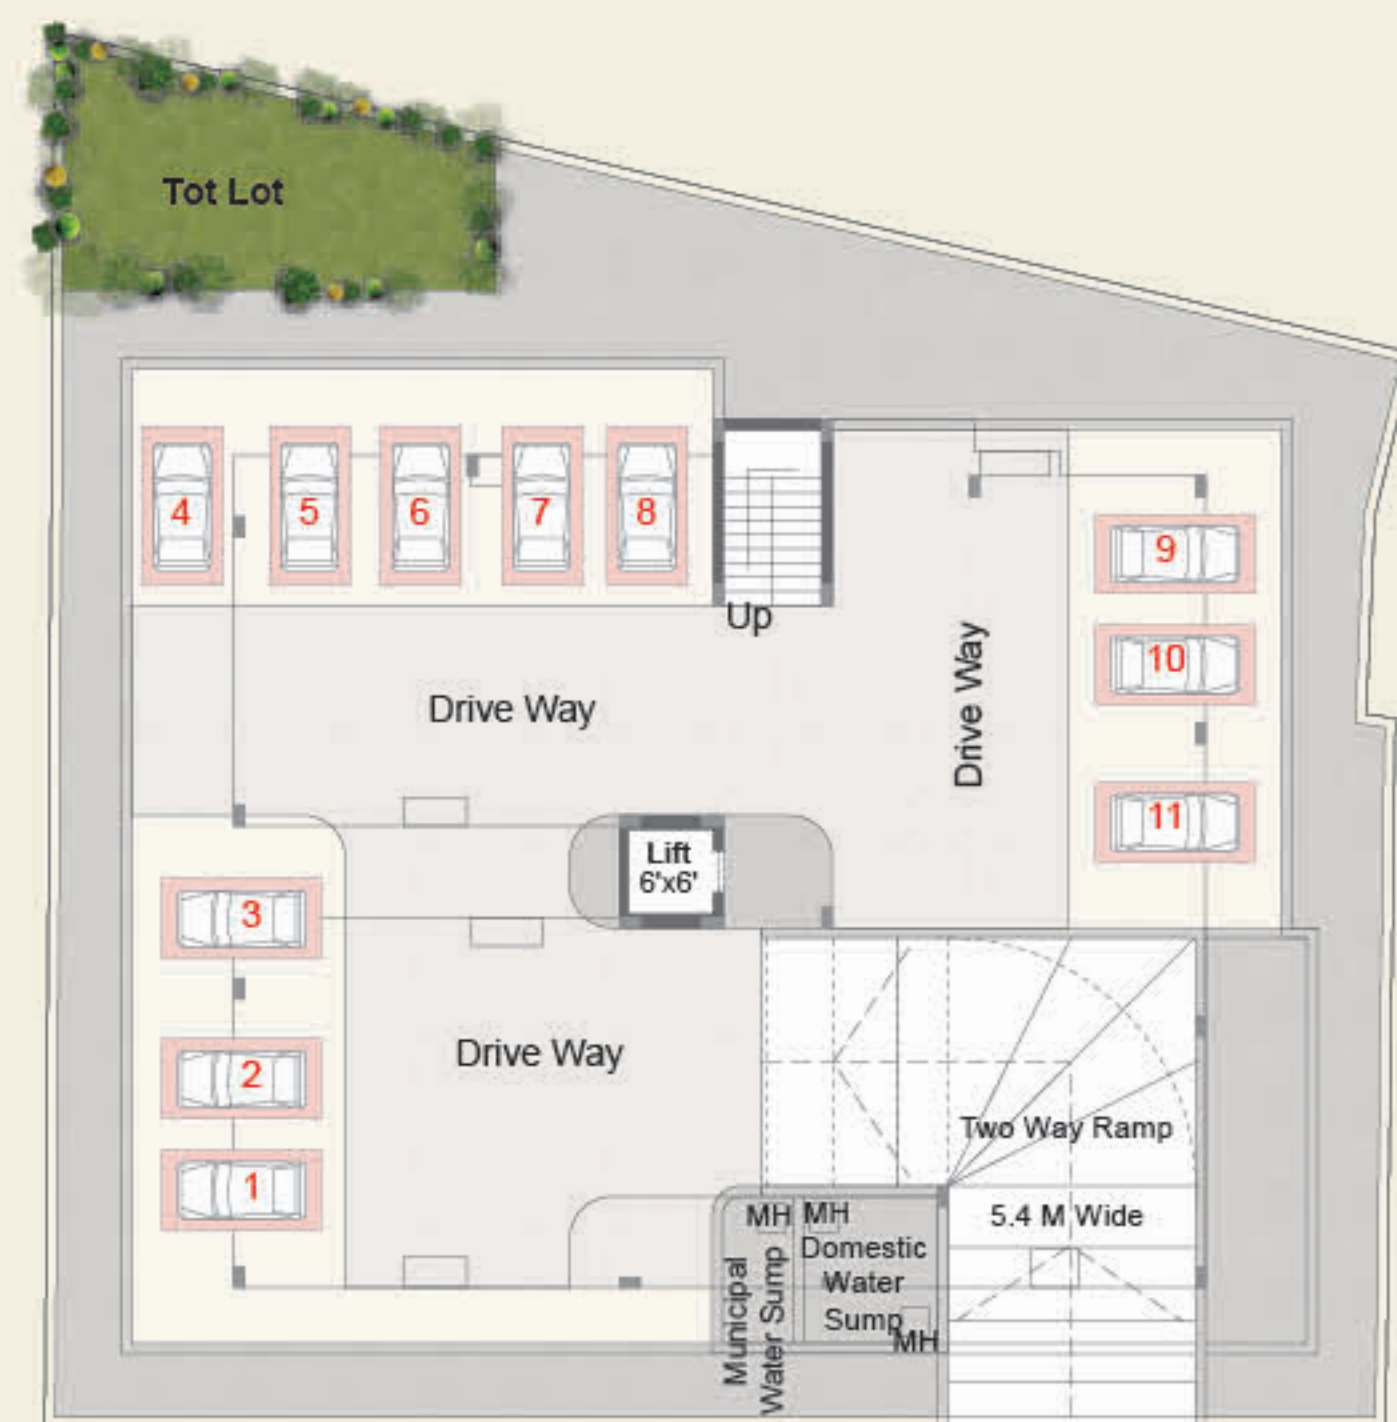 Tot Lot
4
5
6
7
8
9
Up
Drive Way
Drive Way
10
11
Lift
6'x6'
3
Drive Way
2
1
Two Way Ramp
5.4 M Wide
MH
MH
Domestic
Water
Sump
MH
Municipal
Water Sump